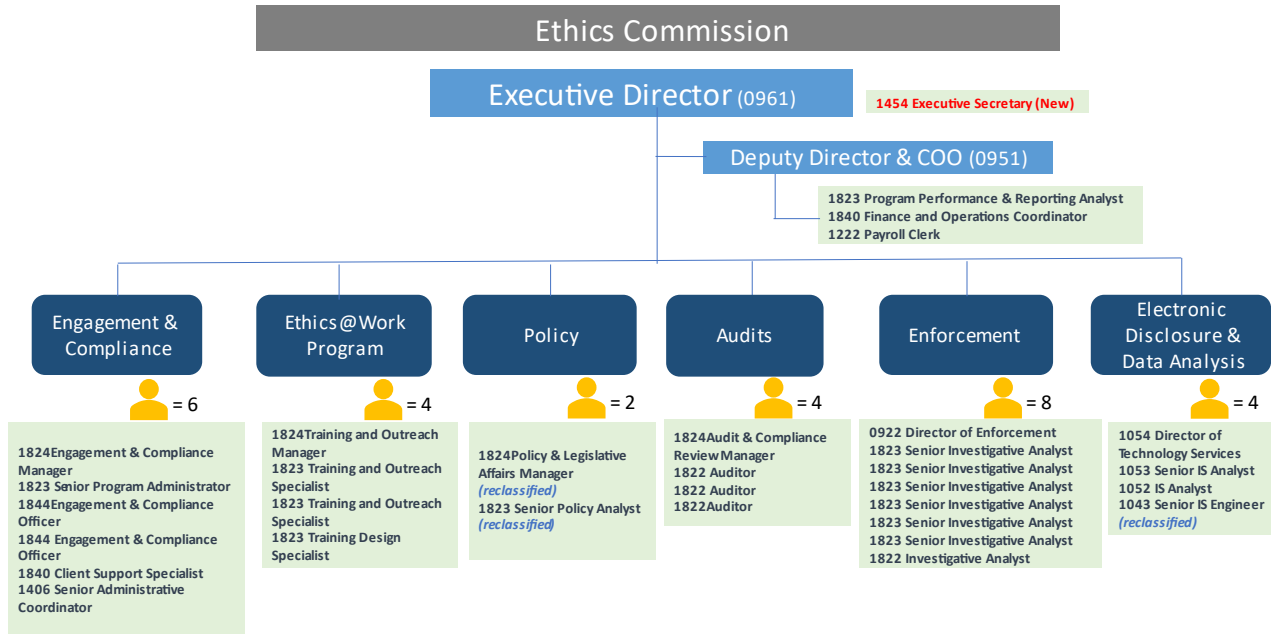 Ethics Commission
Executive Director (0961)
1454 Executive Secretary (New)
Deputy Director & COO (0951)
1823 Program Performance & Reporting Analyst
1840 Finance and Operations Coordinator
1222 Payroll Clerk
Engagement &
Compliance
= 6
1824Engagement & Compliance
Manager
1823 Senior Program Administrator
1844Engagement & Compliance
Officer
1844 Engagement & Compliance
Officer
1840 Client Support Specialist
1406 Senior Administrative
Coordinator
Ethics@Work
Program
= 4
1824Training and Outreach
Manager
1823 Training and Outreach
Specialist
1823 Training and Outreach
Specialist
1823 Training Design
Specialist
Policy
= 2
1824Policy & Legislative
Affairs Manager
(reclassified)
1823 Senior Policy Analyst
(reclassified)
Audits
= 4
1824Audit & Compliance
Review Manager
1822 Auditor
1822 Auditor
1822Auditor
Enforcement
= 8
0922 Director of Enforcement
1823 Senior Investigative Analyst
1823 Senior Investigative Analyst
1823 Senior Investigative Analyst
1823 Senior Investigative Analyst
1823 Senior Investigative Analyst
1823 Senior Investigative Analyst
1822 Investigative Analyst
Electronic
Disclosure &
Data Analysis
= 4
1054 Director of
Technology Services
1053 Senior IS Analyst
1052 IS Analyst
1043 Senior IS Engineer
(reclassified)